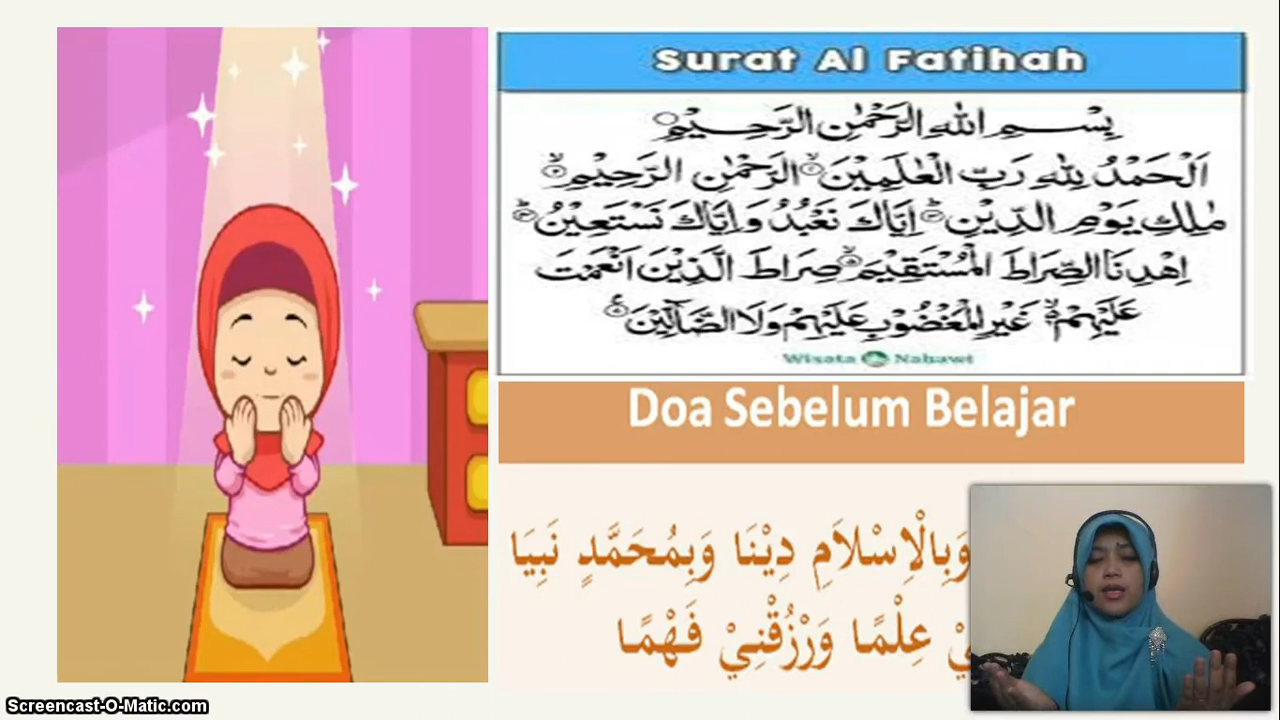 Surat Al Fatihah
بِسْمِ اللّٰهِ الرَّحْمٰنِ الرَّحِيْمِ
اَلْحَمْدُ لِلّٰهِ رَبِّ الْعٰلَمِيْنَۙ الرَّحْمٰنِ الرَّحِيْمِۙ
مٰلِكِ يَوْمِ الدِّيْنِۗ اِيَّاكَ نَعْبُدُ وَاِيَّاكَ نَسْتَعِيْنُۗ
اِهْدِنَا الصِّرَاطَ الْمُسْتَقِيْمَۙ صِرَاطَ الَّذِيْنَ اَنْعَمْتَ
عَلَيْهِمْ ەۙ غَيْرِ الْمَغْضُوْبِ عَلَيْهِمْ وَلَا الضَّاۤلِّيْنَ
Wisata Nabawi
Doa Sebelum Belajar
وَبِالْاِسْلَامِ دِيْنَا وَبِمُحَمَّدٍ نَبِيَا
عِلْمًا وَرْزُقْنِيْ فَهْمًا
Screencast-O-Matic.com